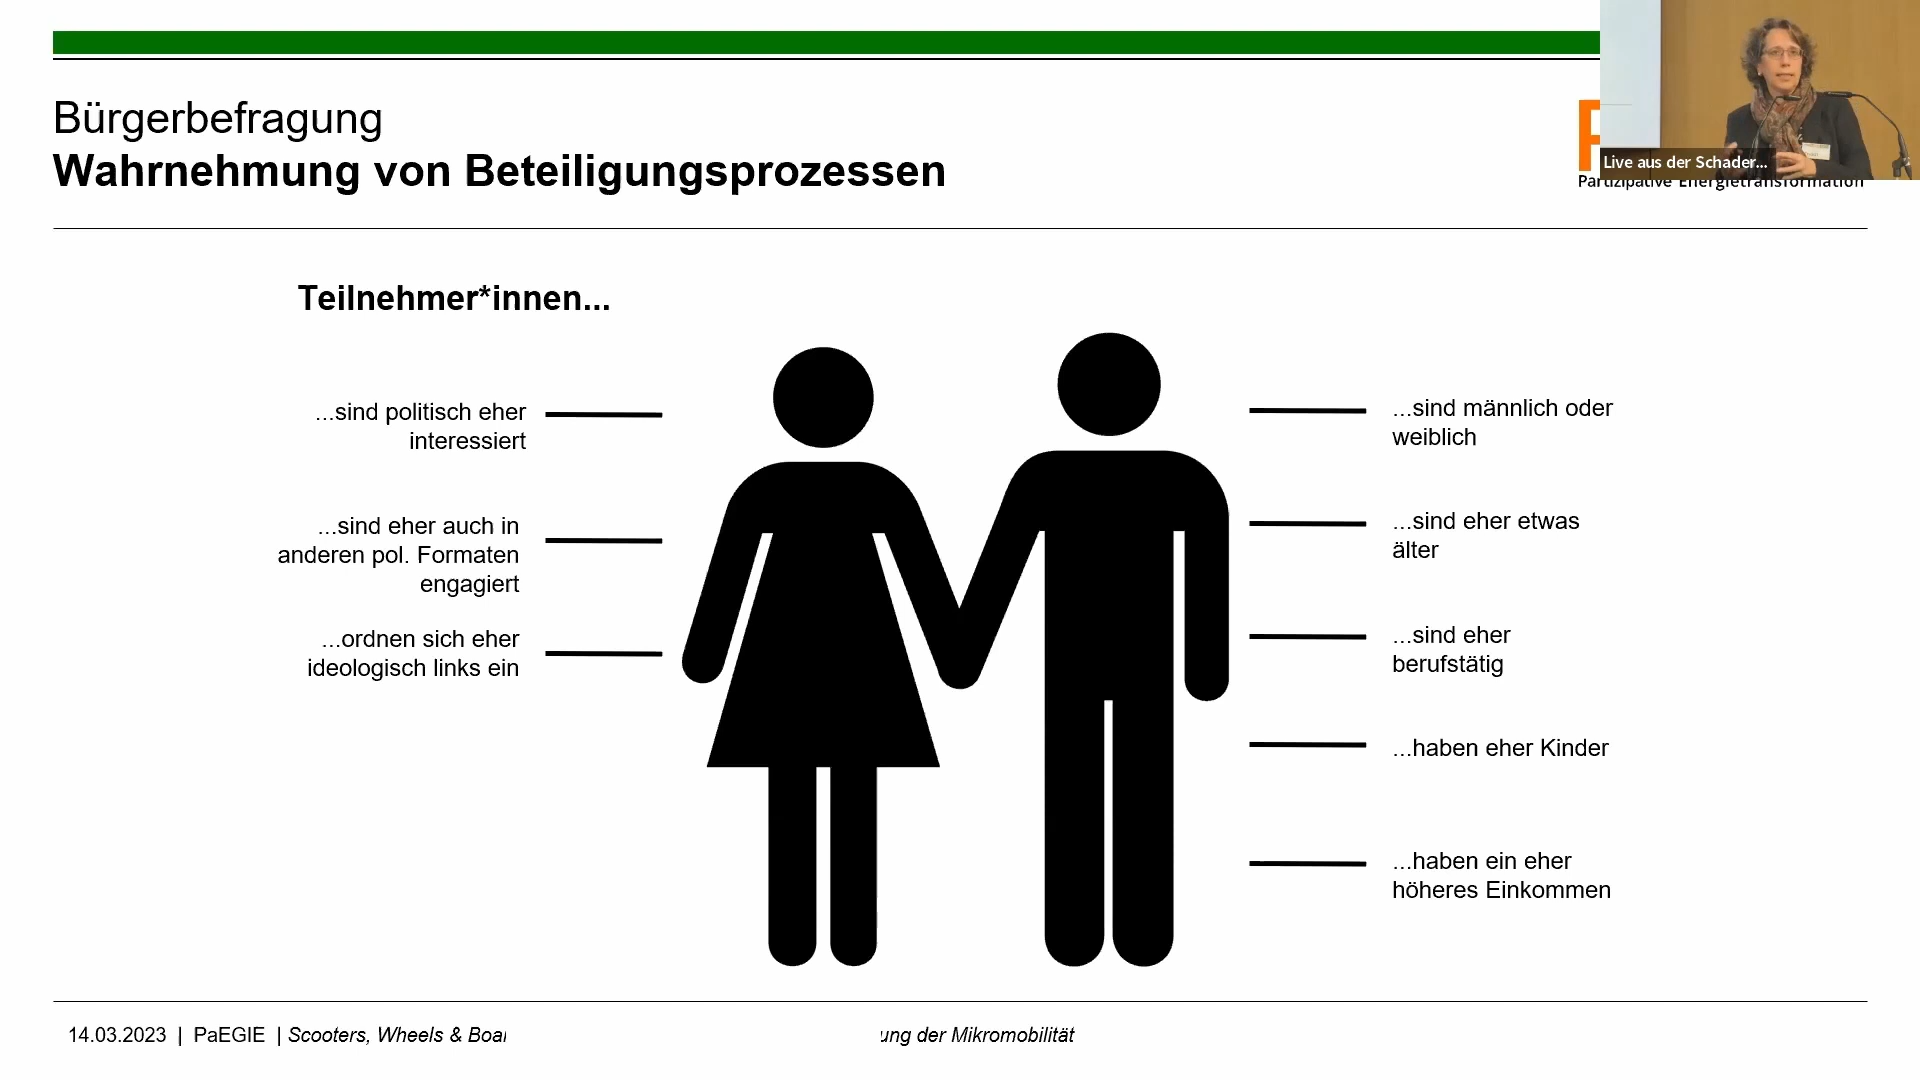 Bürgerbefragung
Wahrnehmung von Beteiligungsprozessen
Live aus der Schader...
Partizipative Energietransformation
Teilnehmer*innen...
...sind politisch eher
interessiert
...sind eher auch in
anderen pol. Formaten
engagiert
...ordnen sich eher
ideologisch links ein
...sind männlich oder
weiblich
...sind eher etwas
älter
...sind eher
berufstätig
...haben eher Kinder
...haben ein eher
höheres Einkommen
14.03.2023 | PaEGIE | Scooters, Wheels & der Mikromobilität